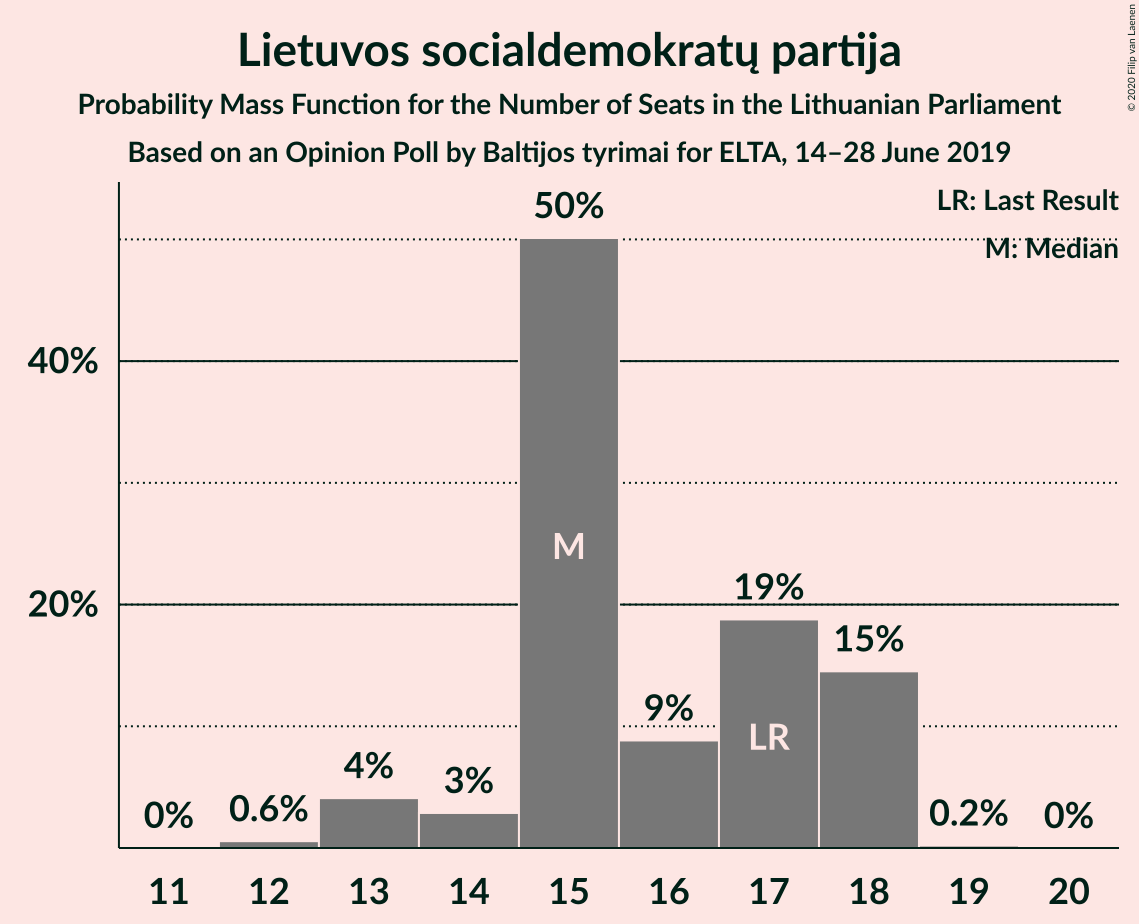 Lietuvos socialdemokratų partija
Probability Mass Function for the Number of Seats in the Lithuanian Parliament
Based on an Opinion Poll by Baltijos tyrimai for ELTA, 14–28 June 2019
© 2020 Filip van Laenen
LR: Last Result
M: Median
50%
40%
M
19%
20%
15%
9%
LR
4%
3%
0%
0.6%
0.2%
0%
11 12 13 14 15 16 17 18 19 20